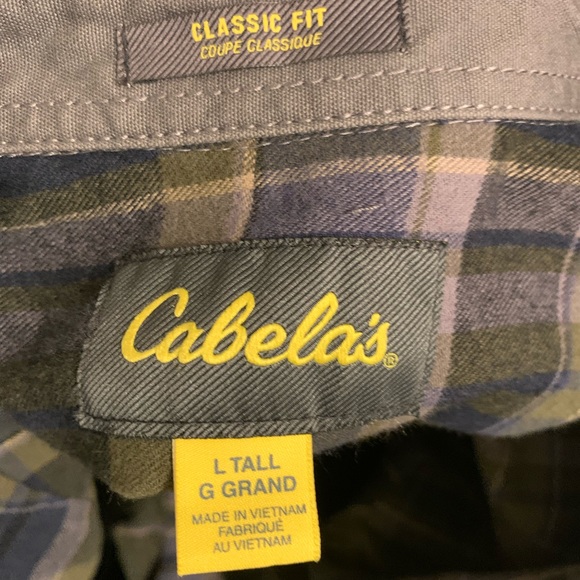 CLASSIC FIT
COUPE CLASSIQUE
Cabela's®
L TALL
G GRAND
MADE IN VIETNAM
FABRIQUÉ
AU VIETNAM